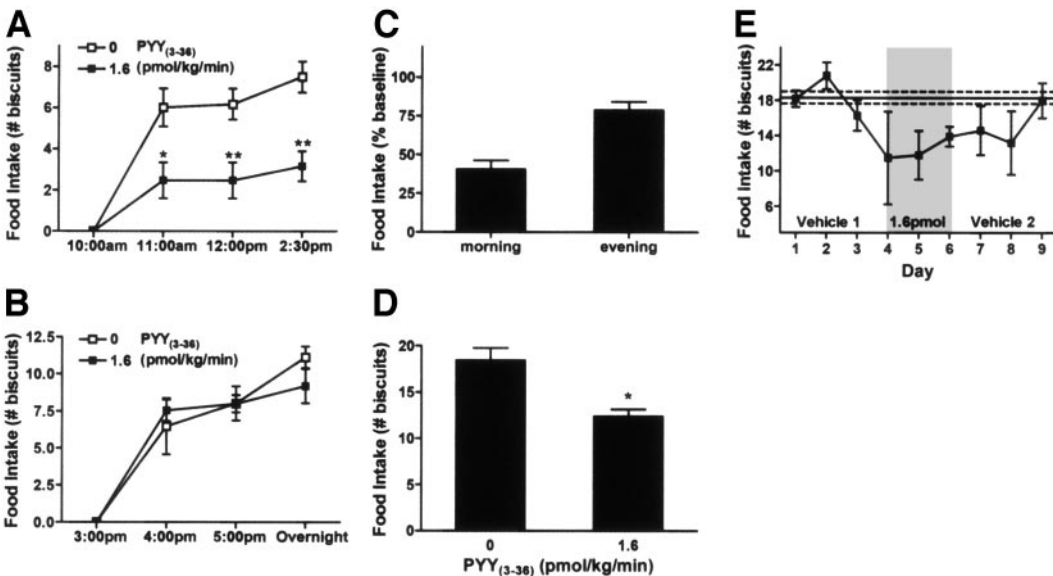 A
Food Intake (# biscuits)
8
6
4
2
0
0 PYY(3-36)
1.6 (pmol/kg/min)
*
**
**
10:00am 11:00am 12:00pm 2:30pm
B
Food Intake (# biscuits)
12.5
10.0
7.5
5.0
2.5
0.0
0 PYY(3-36)
1.6 (pmol/kg/min)
3:00pm 4:00pm 5:00pm Overnight
C
Food Intake (% baseline)
100
75
50
25
0
morning evening
D
Food Intake (# biscuits)
20
15
10
5
0
*
0 1.6
PYY(3-36) (pmol/kg/min)
E
Food Intake (# biscuits)
22
18
14
10
6
Vehicle 1 1.6pmol Vehicle 2
1 2 3 4 5 6 7 8 9
Day